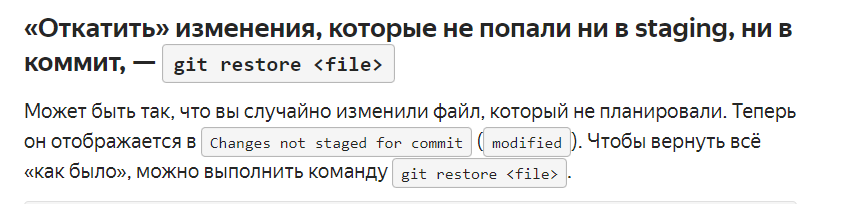 «Откатить» изменения, которые не попали ни в staging, ни в
коммит, — git restore <file>
Может быть так, что вы случайно изменили файл, который не планировали. Теперь
он отображается в Changes not staged for commit (modified). Чтобы вернуть всё
«как было», можно выполнить команду git restore <file>.